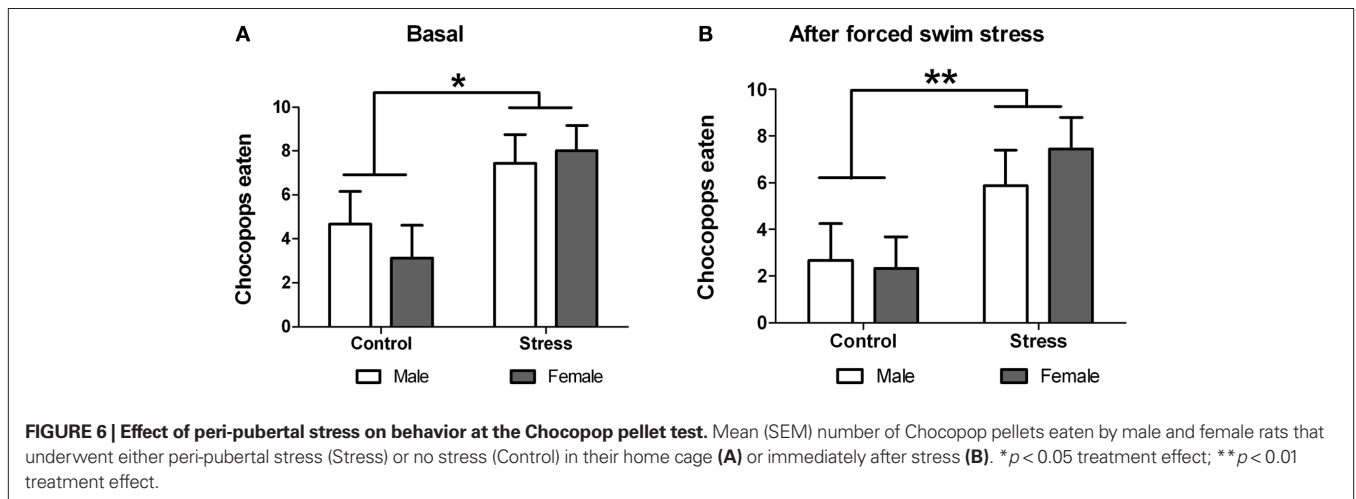 A Basal
B After forced swim stress
*
**
Chocopops eaten
10
8
6
4
2
0
Control Stress
Male Female
Chocopops eaten
10
8
6
4
2
0
Control Stress
Male Female
FIGURE 6 | Effect of peri-pubertal stress on behavior at the Chocopop pellet test. Mean (SEM) number of Chocopop pellets eaten by male and female rats that
underwent either peri-pubertal stress (Stress) or no stress (Control) in their home cage (A) or immediately after stress (B). *p < 0.05 treatment effect; **p < 0.01
treatment effect.